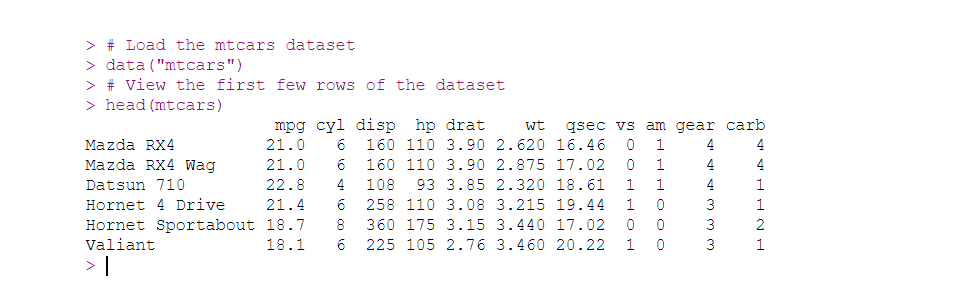 > # Load the mtcars dataset
> data("mtcars")
> # View the first few rows of the dataset
> head(mtcars)
                   mpg cyl disp  hp drat    wt  qsec vs am gear carb
Mazda RX4         21.0   6  160 110 3.90 2.620 16.46  0  1    4    4
Mazda RX4 Wag     21.0   6  160 110 3.90 2.875 17.02  0  1    4    4
Datsun 710        22.8   4  108  93 3.85 2.320 18.61  1  1    4    1
Hornet 4 Drive    21.4   6  258 110 3.08 3.215 19.44  1  0    3    1
Hornet Sportabout 18.7   8  360 175 3.15 3.440 17.02  0  0    3    2
Valiant           18.1   6  225 105 2.76 3.460 20.22  1  0    3    1
>